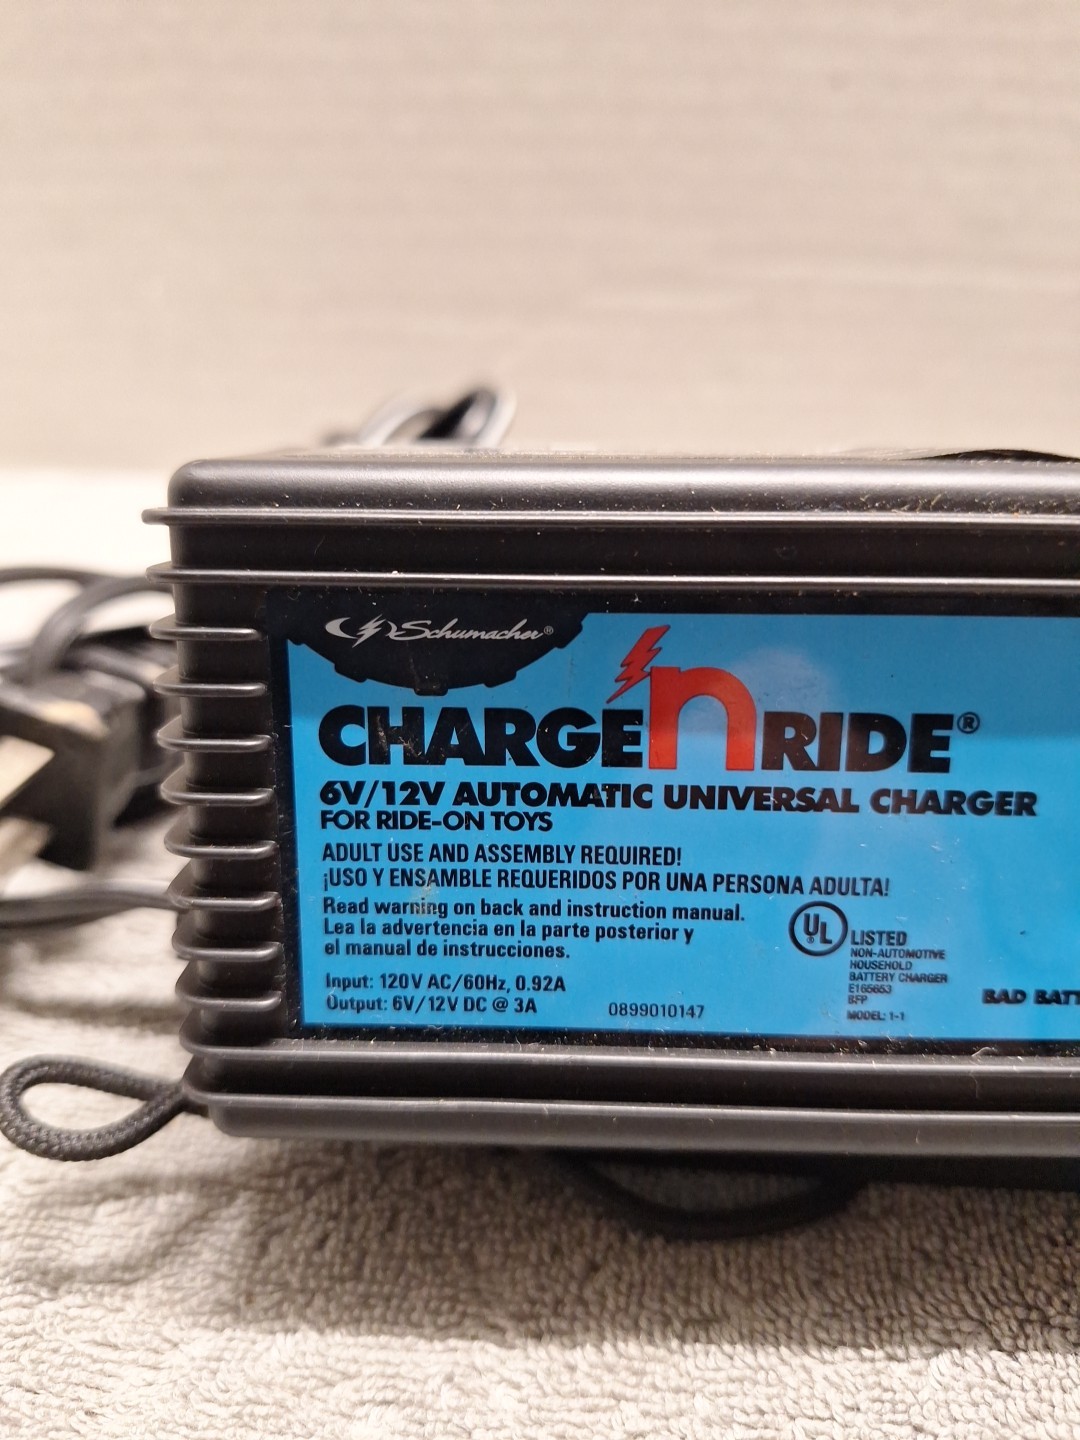 Schumacher®
CHARGE'n RIDE®
6V/12V AUTOMATIC UNIVERSAL CHARGER
FOR RIDE-ON TOYS
ADULT USE AND ASSEMBLY REQUIRED!
¡USO Y ENSAMBLE REQUERIDOS POR UNA PERSONA ADULTA!
Read warning on back and instruction manual.
Lea la advertencia en la parte posterior y
el manual de instrucciones.
Input: 120V AC/60Hz, 0.92A
Output: 6V/12V DC @ 3A
0899010147
UL
LISTED
NON-AUTOMOTIVE
HOUSEHOLD
BATTERY CHARGER
E165653
BFP
MODEL: 1-1
BAD BATT